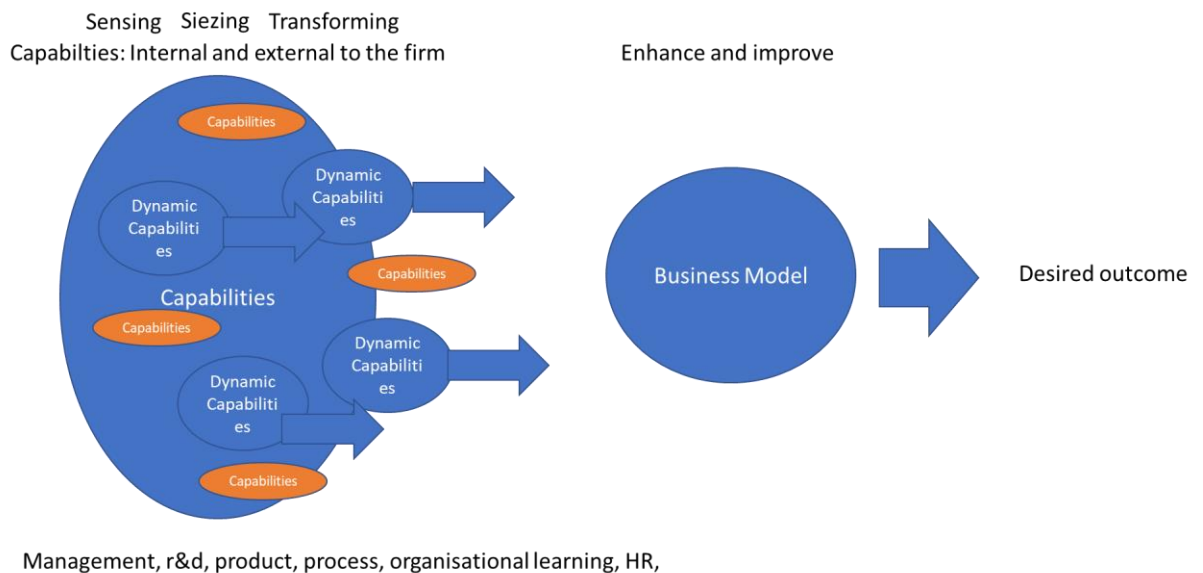 Sensing Siezing Transforming
Capabilties: Internal and external to the firm
Enhance and improve
Capabilities
Dynamic
Capabiliti
es
Dynamic
Capabiliti
es
Capabilities
Capabilities
Capabilities
Dynamic
Capabiliti
es
Dynamic
Capabiliti
es
Capabilities
Business Model
Desired outcome
Management, r&d, product, process, organisational learning, HR,